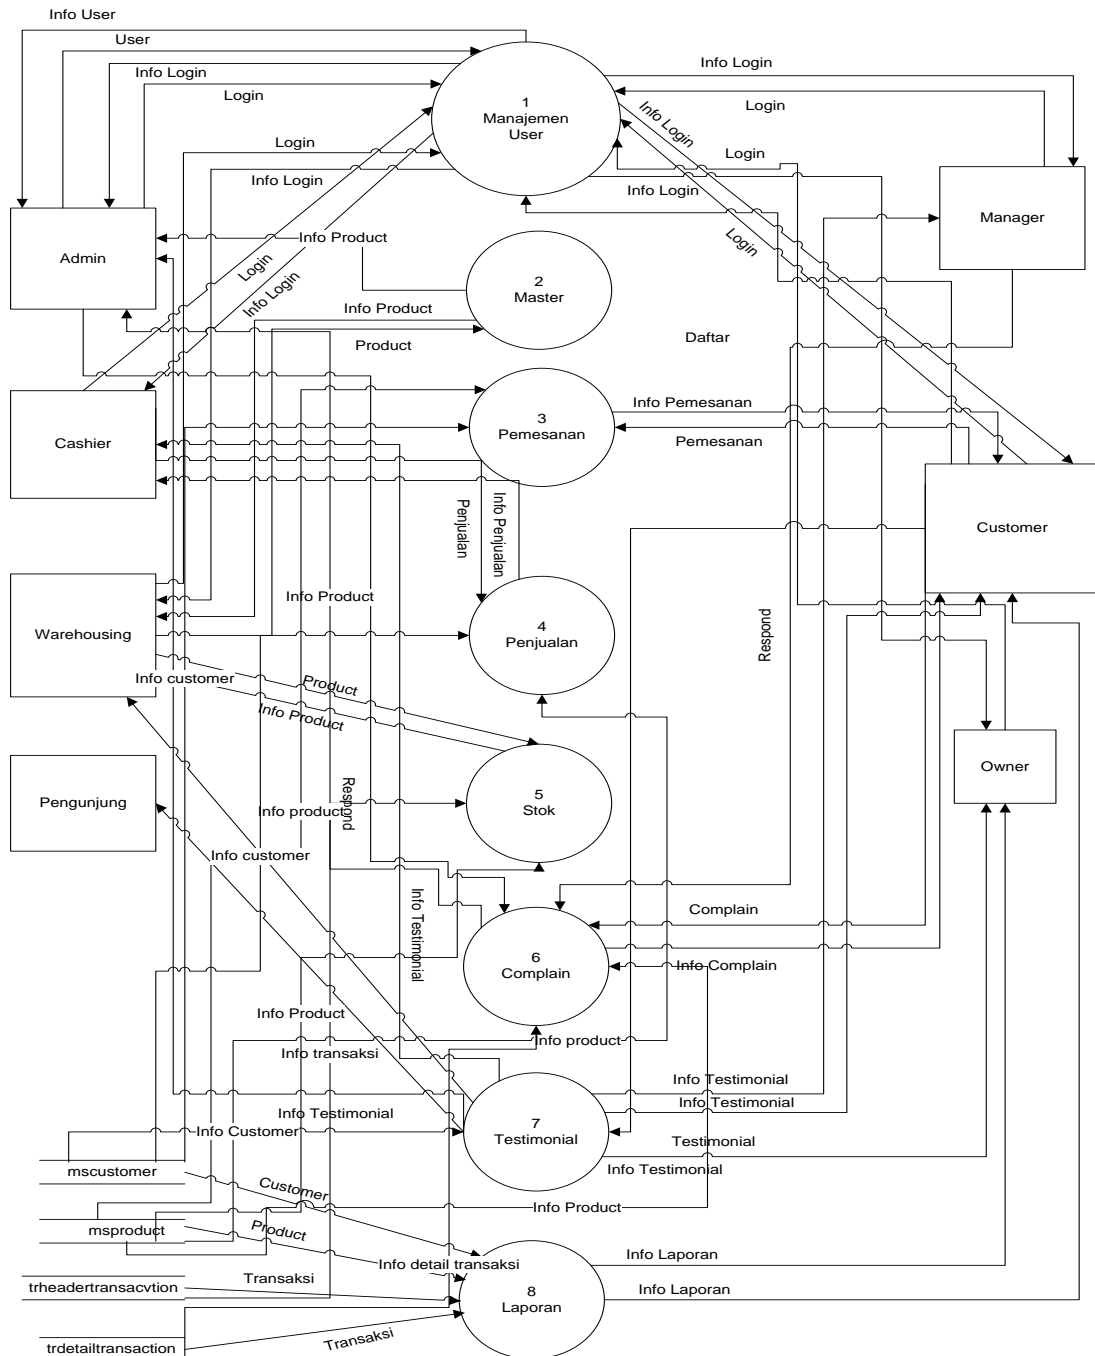 Info User
User
Info Login
Login
1
Manajemen
User
Info Login
Login
Info Login
Login
Info Login
Login
Info Login
Login
Admin
Info Product
Manager
Login
Info Login
2
Master
Info Product
Product
Daftar
Cashier
3
Pemesanan
Info Pemesanan
Pemesanan
Customer
Penjualan
Info Penjualan
Warehousing
Info Product
4
Penjualan
Respond
Info customer
Product
Info Product
Pengunjung
5
Stok
Owner
Info product
Respond
Info customer
Info Testimonial
Complain
6
Complain
Info Complain
Info Product
Info transaksi
Info product
Info Testimonial
Info Customer
7
Testimonial
Info Testimonial
Info Testimonial
Testimonial
Info Testimonial
mscustomer
Customer
Info Product
msproduct
Product
Info detail transaksi
Info Laporan
trheadertransacvtion
Transaksi
8
Laporan
Info Laporan
trdetailtransaction
Transaksi